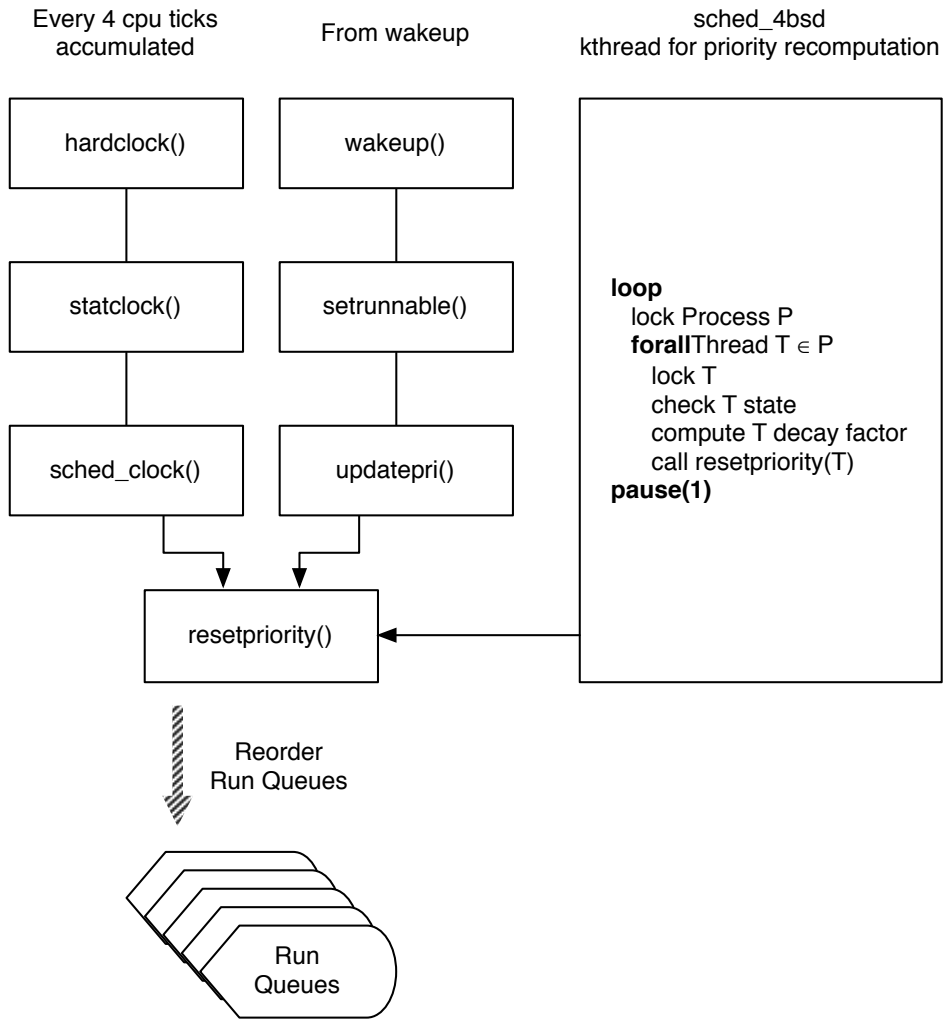 Every 4 cpu ticks
accumulated
From wakeup
sched_4bsd
kthread for priority recomputation
hardclock()
statclock()
sched_clock()
wakeup()
setrunnable()
updatepri()
loop
lock Process P
forallThread T ∈ P
lock T
check T state
compute T decay factor
call resetpriority(T)
pause(1)
resetpriority()
Reorder
Run Queues
Run
Queues